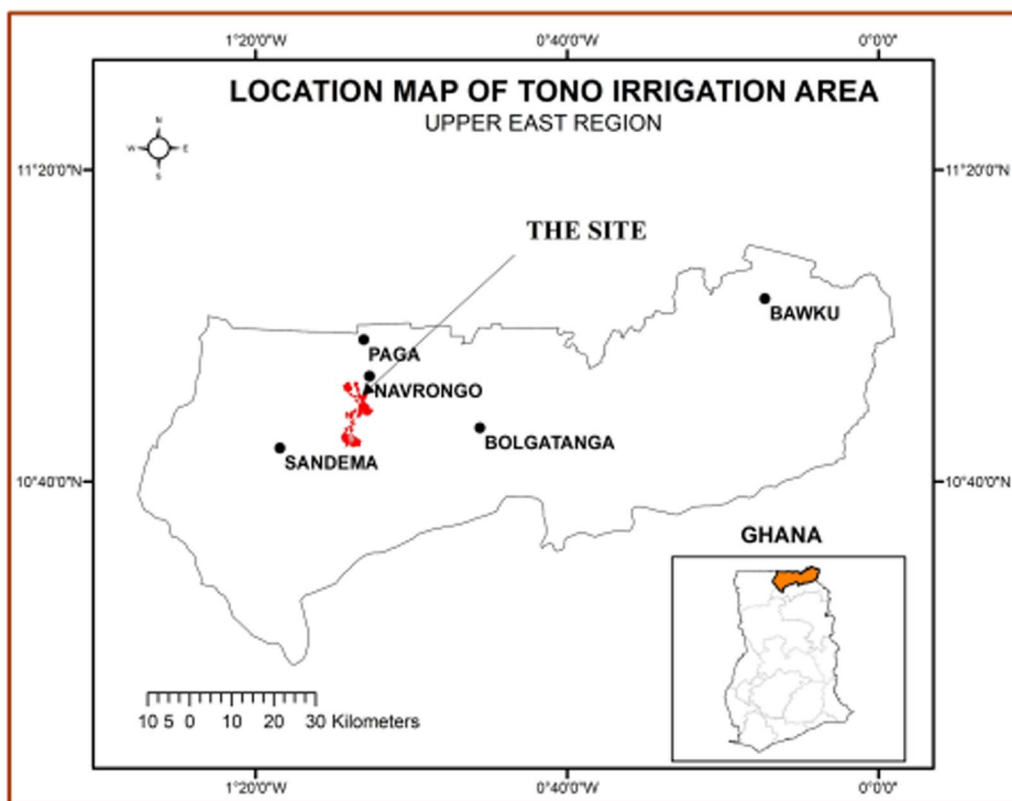 1°20'0"W 0°40'0"W 0°0'0"
LOCATION MAP OF TONO IRRIGATION AREA
UPPER EAST REGION
N
W E
S
11°20'0"N 11°20'0"N
THE SITE
BAWKU
PAGA
NAVRONGO
BOLGATANGA
SANDEMA
10°40'0"N 10°40'0"N
GHANA
10 5 0 10 20 30 Kilometers
1°20'0"W 0°40'0"W 0°0'0"